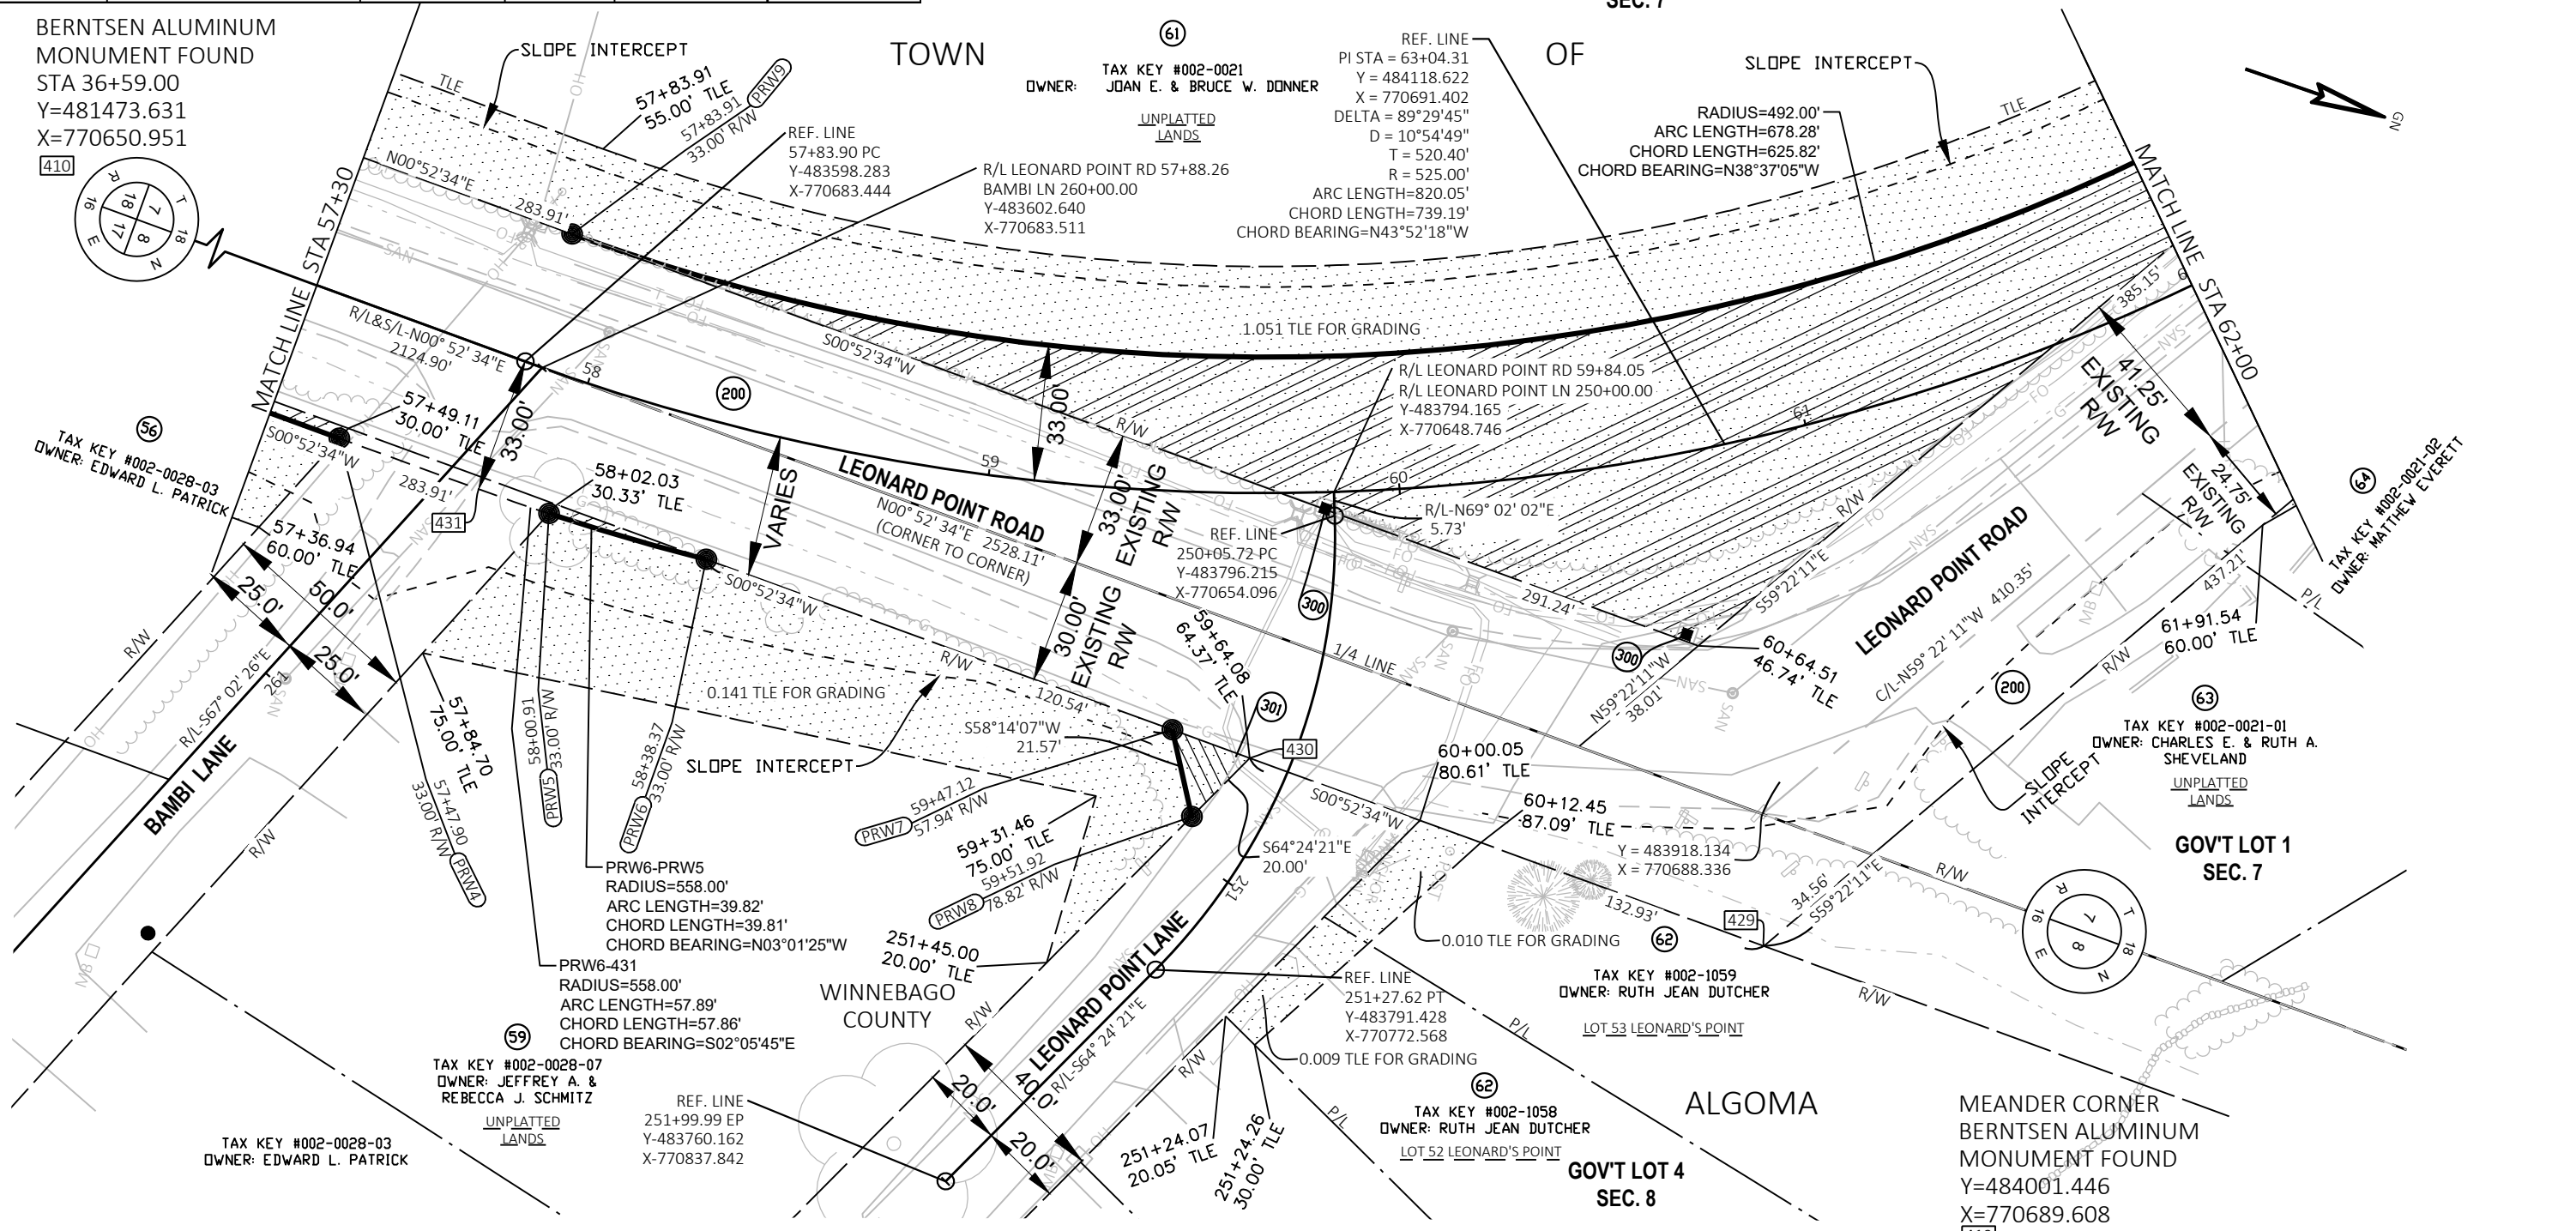 SEC. 7
BERNTSEN ALUMINUM
MONUMENT FOUND
STA 36+59.00
Y=481473.631
X=770650.951
410
R
T
18
7
16
17
8
18
E
N
MATCH LINE STA 57+30
TLE
SLOPE INTERCEPT
57+83.91
55.00' TLE
57+83.91
33.00' R/W
PRW9
N00°52'34"E
283.91'
REF. LINE
57+83.90 PC
Y-483598.283
X-770683.444
TOWN
R/L LEONARD POINT RD 57+88.26
BAMBI LN 260+00.00
Y-483602.640
X-770683.511
61
TAX KEY #002-0021
OWNER: JOAN E. & BRUCE W. DONNER
UNPLATTED
LANDS
REF. LINE
PI STA = 63+04.31
Y = 484118.622
X = 770691.402
DELTA = 89°29'45"
D = 10°54'49"
T = 520.40'
R = 525.00'
ARC LENGTH=820.05'
CHORD LENGTH=739.19'
CHORD BEARING=N43°52'18"W
OF
SLOPE INTERCEPT
RADIUS=492.00'
ARC LENGTH=678.28'
CHORD LENGTH=625.82'
CHORD BEARING=N38°37'05"W
TLE
GN
MATCH LINE STA 62+00
HO
SAN
R/L&S/L-N00° 52' 34"E
2124.90'
58
200
S00°52'34"W
1.051 TLE FOR GRADING
33.00'
R/W
R/L LEONARD POINT RD 59+84.05
R/L LEONARD POINT LN 250+00.00
Y-483794.165
X-770648.746
61
385.15'
6
41.25'
EXISTING
R/W
24.75'
EXISTING
R/W
56
TAX KEY #002-0028-03
OWNER: EDWARD L. PATRICK
57+49.11
30.00' TLE
33.00'
S00°52'34"W
283.91'
431
58+02.03
30.33' TLE
57+36.94
60.00' TLE
VARIES
LEONARD POINT ROAD
N00° 52' 34"E 2528.11'
(CORNER TO CORNER)
59
33.00'
EXISTING
R/W
30.00'
EXISTING
R/W
60
R/L-N69° 02' 02"E
5.73'
REF. LINE
250+05.72 PC
Y-483796.215
X-770654.096
300
291.24'
R/W
S59°22'11"E
LEONARD POINT ROAD
C/L-N59° 22' 11"W 410.35'
64
TAX KEY #002-0021-02
OWNER: MATTHEW EVERETT
437.21'
P/L
61+91.54
60.00' TLE
R/W
25.0'
50.0'
25.0'
R/W
R/L-S67° 02' 26"E
261
BAMBI LANE
R/W
57+84.70
75.00' TLE
57+47.90
33.00' R/W
PRW4
58+00.91
33.00' R/W
PRW5
58+38.37
33.00' R/W
PRW6
S00°52'34"W
0.141 TLE FOR GRADING
R/W
120.54'
SLOPE INTERCEPT
S58°14'07"W
21.57'
59+64.08
64.37' TLE
301
430
1/4 LINE
300
N59°22'11"W
38.01'
60+64.51
46.74' TLE
200
63
TAX KEY #002-0021-01
OWNER: CHARLES E. & RUTH A.
SHEVELAND
UNPLATTED
LANDS
SLOPE
INTERCEPT
GOV'T LOT 1
SEC. 7
60+00.05
80.61' TLE
S00°52'34"W
60+12.45
87.09' TLE
Y = 483918.134
X = 770688.336
R/W
34.56'
S59°22'11"E
132.93'
429
59+47.12
57.94' R/W
PRW7
59+31.46
75.00' TLE
59+51.92
78.82' R/W
PRW8
S64°24'21"E
20.00'
251
251+45.00
20.00' TLE
PRW6-PRW5
RADIUS=558.00'
ARC LENGTH=39.82'
CHORD LENGTH=39.81'
CHORD BEARING=N03°01'25"W
PRW6-431
RADIUS=558.00'
ARC LENGTH=57.89'
CHORD LENGTH=57.86'
CHORD BEARING=S02°05'45"E
WINNEBAGO
COUNTY
R/W
LEONARD POINT LANE
R/L-S64° 24' 21"E
0.010 TLE FOR GRADING
62
TAX KEY #002-1059
OWNER: RUTH JEAN DUTCHER
LOT 53 LEONARD'S POINT
R/W
R
T
7
16
8
18
E
N
REF. LINE
251+27.62 PT
Y-483791.428
X-770772.568
0.009 TLE FOR GRADING
P/L
R/W
59
TAX KEY #002-0028-07
OWNER: JEFFREY A. &
REBECCA J. SCHMITZ
UNPLATTED
LANDS
REF. LINE
251+99.99 EP
Y-483760.162
X-770837.842
TAX KEY #002-0028-03
OWNER: EDWARD L. PATRICK
20.0'
40.0'
20.0'
251+24.07
20.05' TLE
251+24.26
30.00' TLE
P/L
62
TAX KEY #002-1058
OWNER: RUTH JEAN DUTCHER
LOT 52 LEONARD'S POINT
ALGOMA
GOV'T LOT 4
SEC. 8
MEANDER CORNER
BERNTSEN ALUMINUM
MONUMENT FOUND
Y=484001.446
X=770689.608